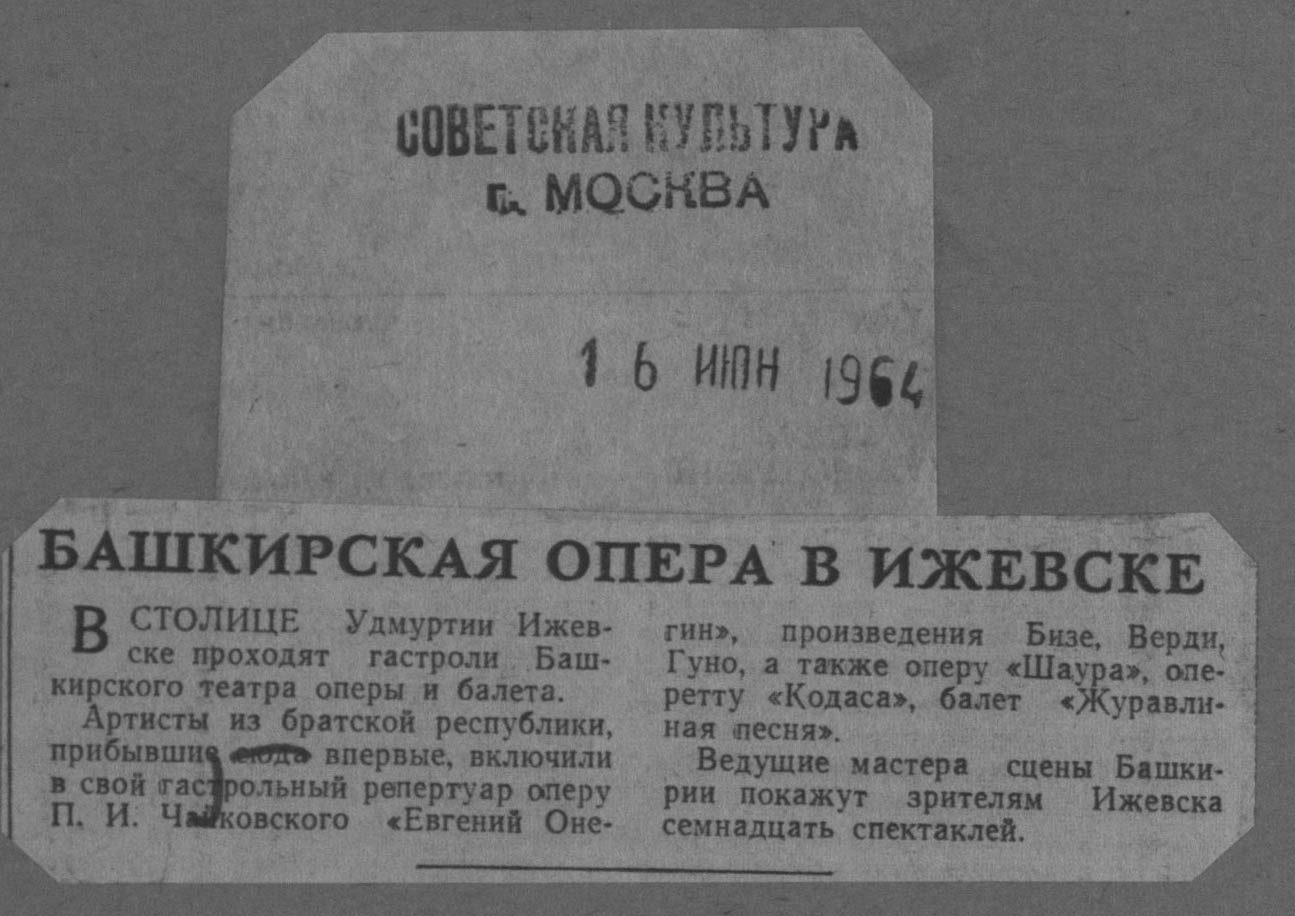 СОВЕТСКАЯ КУЛЬТУРА
г. МОСКВА
16 ИЮН 1964
БАШКИРСКАЯ ОПЕРА В ИЖЕВСКЕ
В СТОЛИЦЕ Удмуртии Ижев-
ске проходят гастроли Баш-
кирского театра оперы и балета.
Артисты из братской республики,
прибывшие сюда впервые, включили
в свой гастрольный репертуар оперу
П. И. Чайковского «Евгений Оне-
гин», произведения Бизе, Верди,
Гуно, а также оперу «Шаура», опе-
ретту «Кодаса», балет «Журавли-
ная песня».
Ведущие мастера сцены Башки-
рии покажут зрителям Ижевска
семнадцать спектаклей.